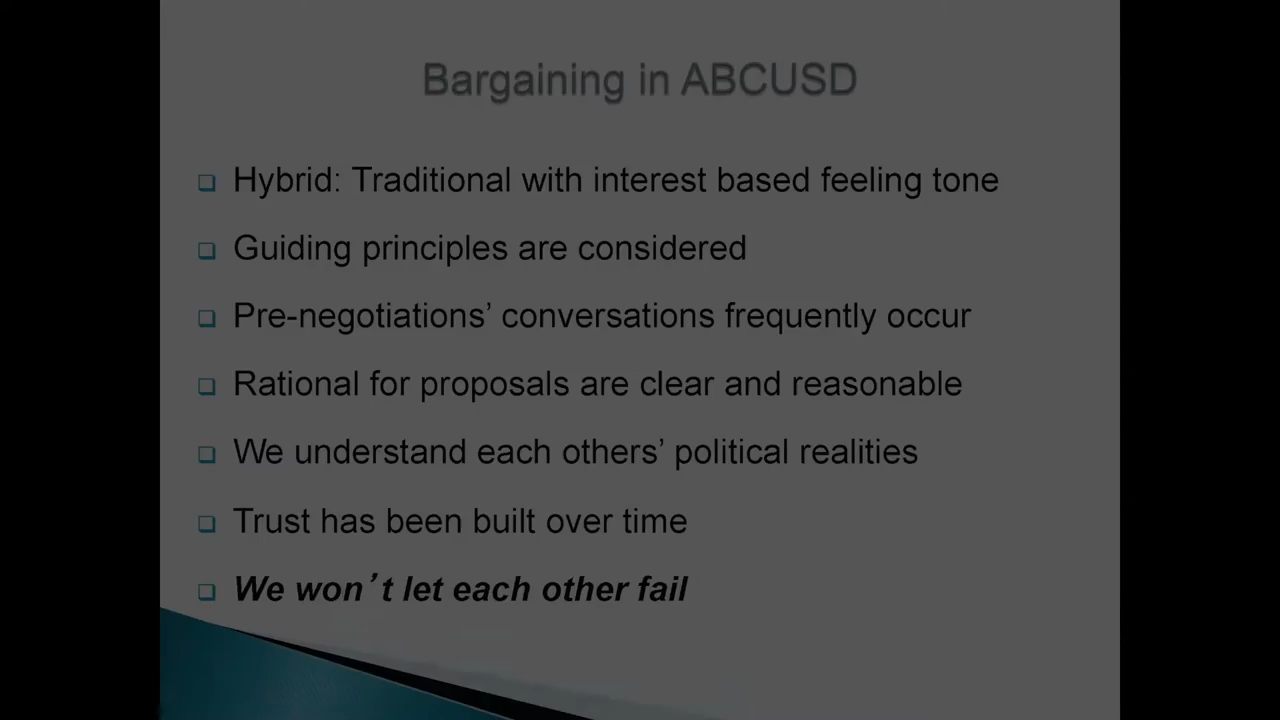 Bargaining in ABCUSD
Hybrid: Traditional with interest based feeling tone
Guiding principles are considered
Pre-negotiations’ conversations frequently occur
Rational for proposals are clear and reasonable
We understand each others’ political realities
Trust has been built over time
We won’t let each other fail